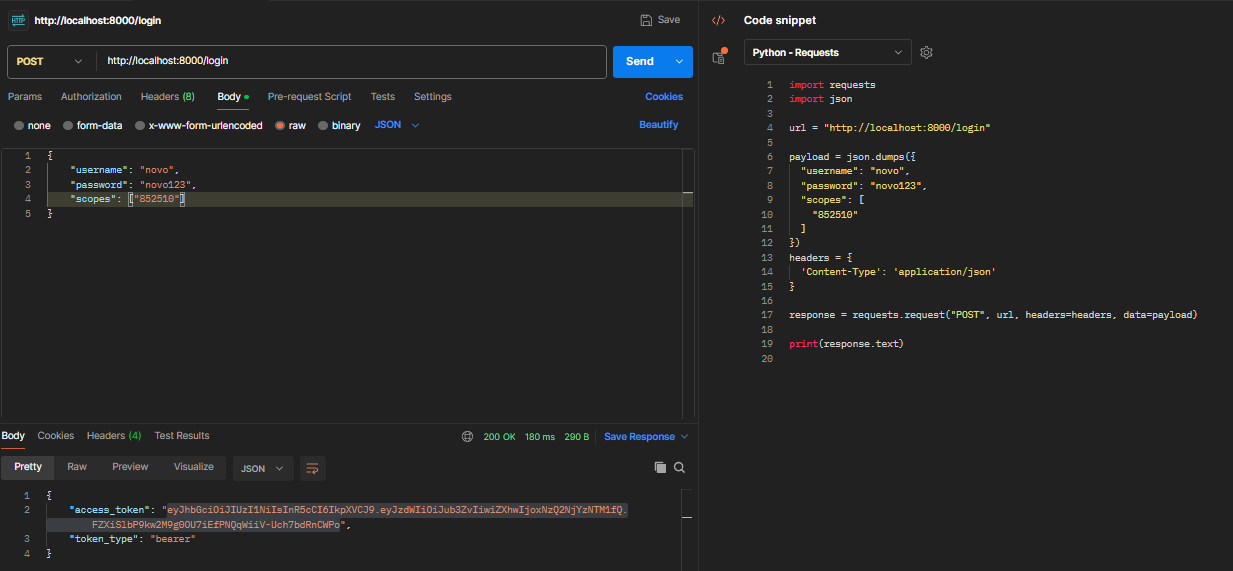 HTTP http://localhost:8000/login
Save
POST
http://localhost:8000/login
Send
Params Authorization Headers (8) Body Pre-request Script Tests Settings
Cookies
none form-data x-www-form-urlencoded raw binary JSON
Beautify
1 {
2 "username": "novo",
3 "password": "novo123",
4 "scopes": ["852510"]
5 }
Body Cookies Headers (4) Test Results
200 OK 180 ms 290 B Save Response
Pretty Raw Preview Visualize JSON
1 {
2 "access_token": "eyJhbGciOiJIUzI1NiIsInR5cCI6IkpXVCJ9.eyJzdWIiOiJub3ZvIiwiZXhwIjoxNzQ2NjYzNTM1fQ.
FZXiSlbP9kw2M9g0OU7iEfPNQqWiiV-Uch7bdRnCWPo",
3 "token_type": "bearer"
4 }
</> Code snippet
Python - Requests
1 import requests
2 import json
3
4 url = "http://localhost:8000/login"
5
6 payload = json.dumps({
7 "username": "novo",
8 "password": "novo123",
9 "scopes": [
10 "852510"
11 ]
12 })
13 headers = {
14 'Content-Type': 'application/json'
15 }
16
17 response = requests.request("POST", url, headers=headers, data=payload)
18
19 print(response.text)
20